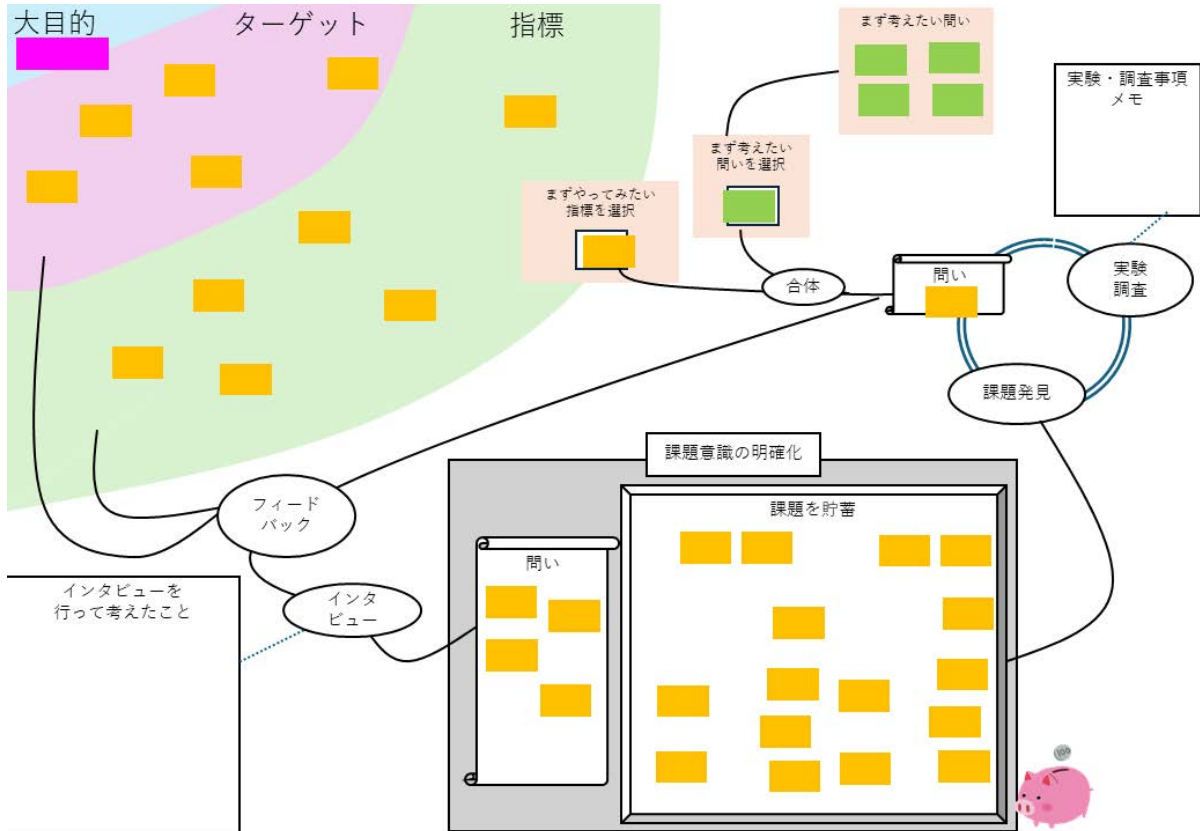 大目的
ターゲット
指標
まず考えたい問い
実験・調査事項
メモ
まず考えたい
問いを選択
まずやってみたい
指標を選択
合体
問い
実験
調査
課題発見
課題意識の明確化
フィード
バック
課題を貯蓄
問い
インタビューを
行って考えたこと
インタ
ビュー
100